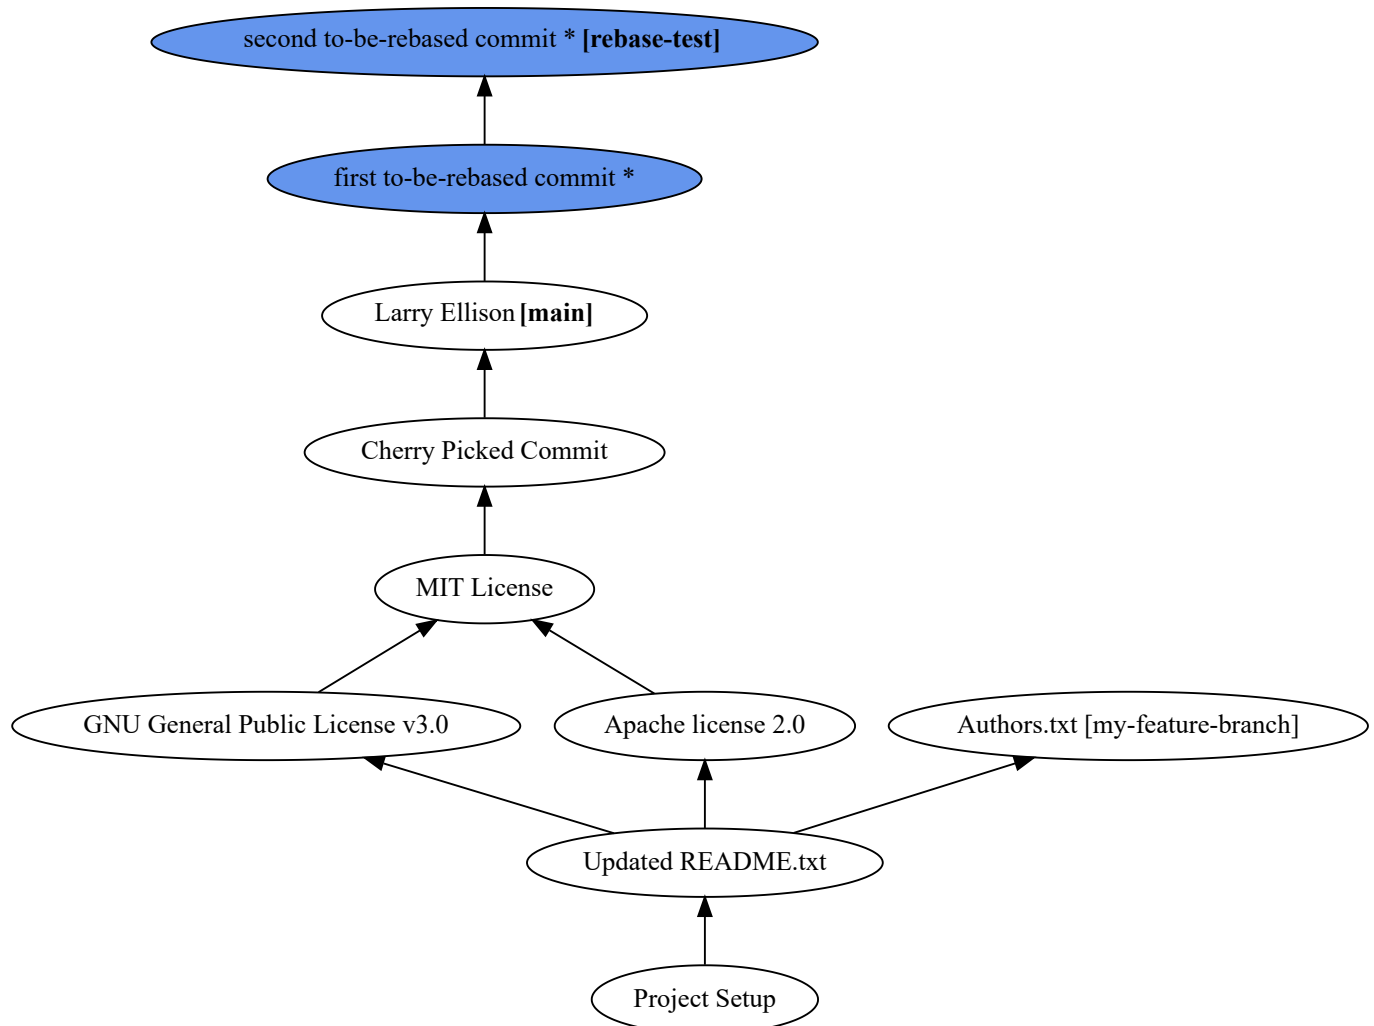 second to-be-rebased commit * [rebase-test]
first to-be-rebased commit *
Larry Ellison [main]
Cherry Picked Commit
MIT License
GNU General Public License v3.0
Apache license 2.0
Authors.txt [my-feature-branch]
Updated README.txt
Project Setup